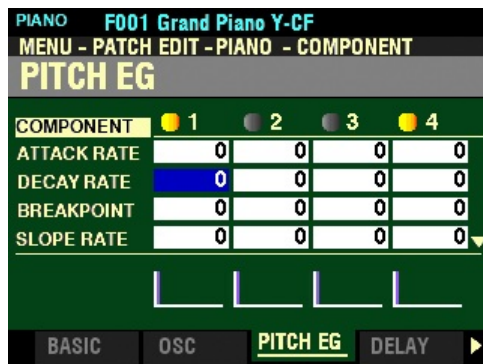 PIANO F001 Grand Piano Y-CF
MENU - PATCH EDIT - PIANO - COMPONENT
PITCH EG
COMPONENT 1 2 3 4
ATTACK RATE 0 0 0 0
DECAY RATE 0 0 0 0
BREAKPOINT 0 0 0 0
SLOPE RATE 0 0 0 0
BASIC OSC PITCH EG DELAY